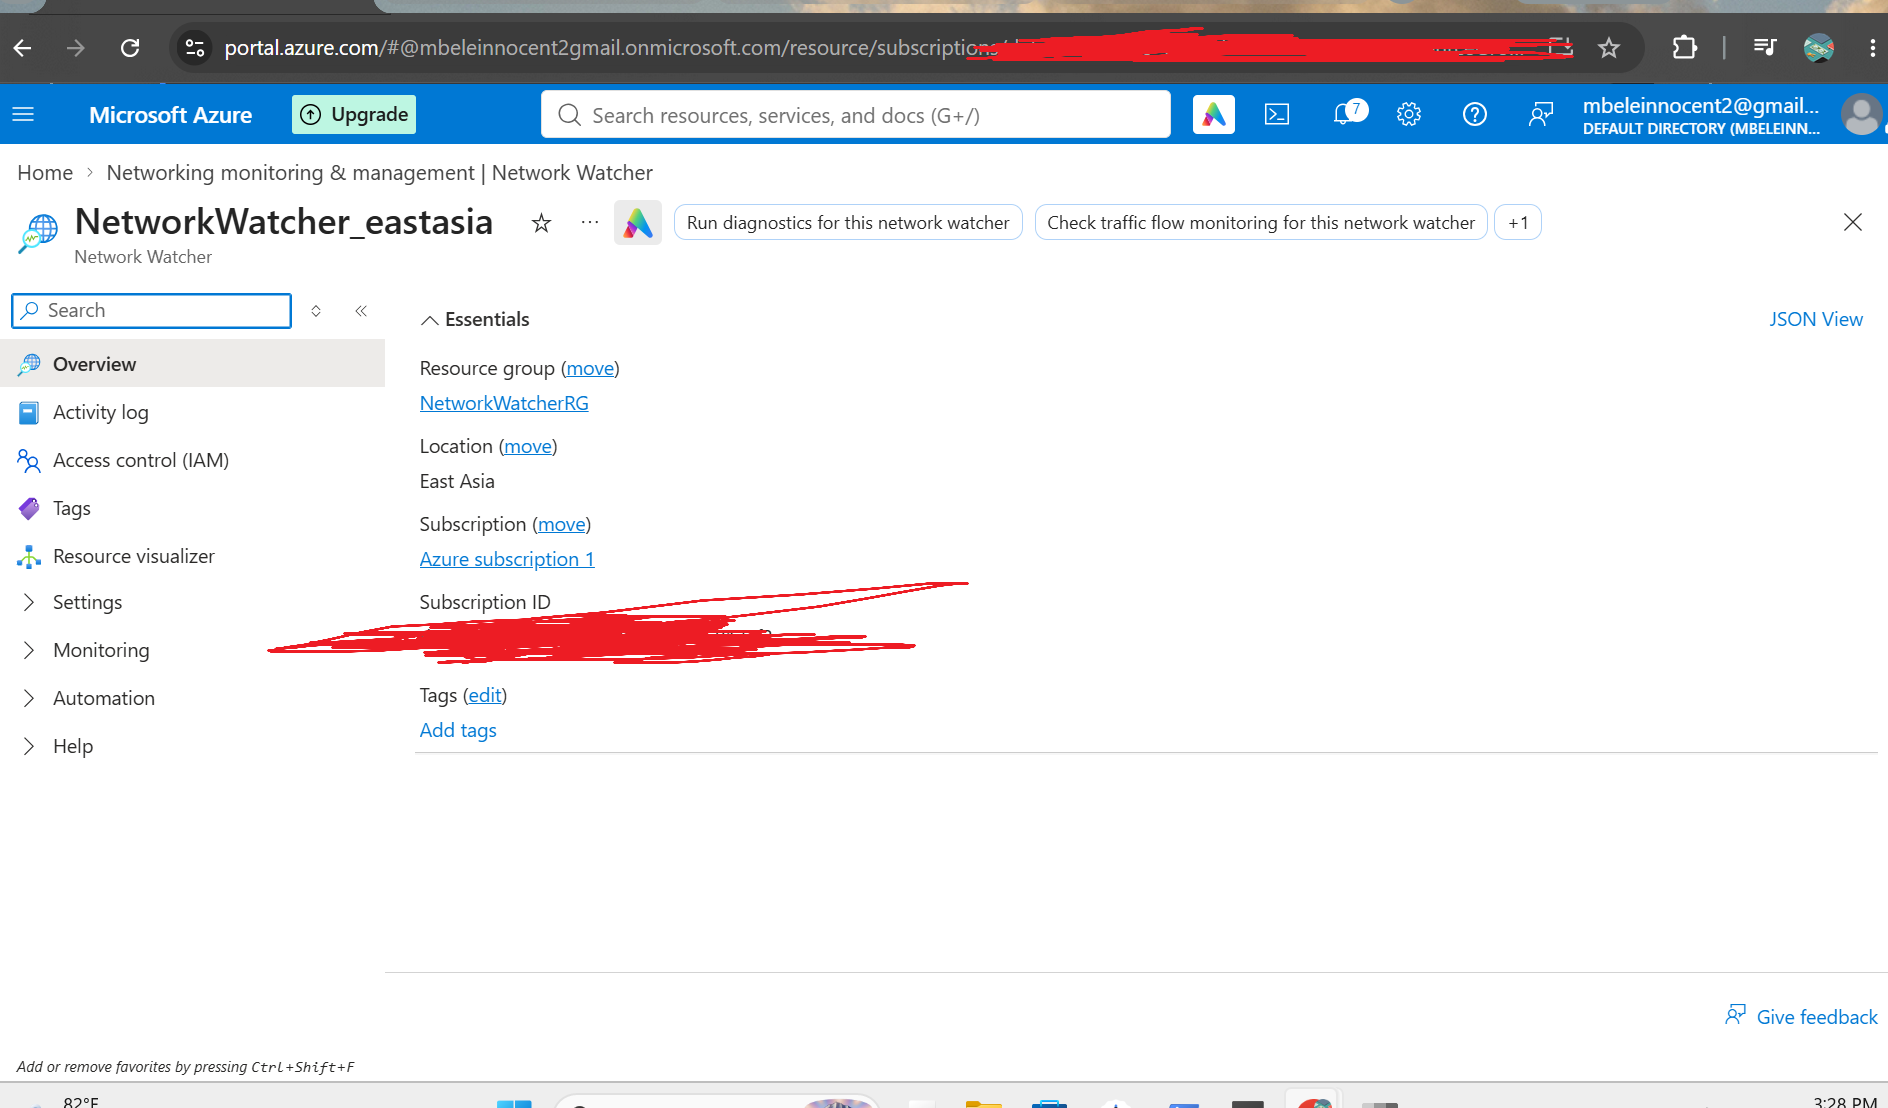 portal.azure.com/#@mbeleinnocent2gmail.onmicrosoft.com/resource/subscriptions/
Microsoft Azure
Upgrade
Search resources, services, and docs (G+/)
7
mbeleinnocent2@gmail...
DEFAULT DIRECTORY (MBELEINN...
Home > Networking monitoring & management | Network Watcher
NetworkWatcher_eastasia
Network Watcher
Run diagnostics for this network watcher
Check traffic flow monitoring for this network watcher
+1
Search
Overview
Activity log
Access control (IAM)
Tags
Resource visualizer
Settings
Monitoring
Automation
Help
Essentials
JSON View
Resource group (move)
NetworkWatcherRG
Location (move)
East Asia
Subscription (move)
Azure subscription 1
Subscription ID
Tags (edit)
Add tags
Give feedback
Add or remove favorites by pressing Ctrl+Shift+F
82°F
3:28 PM